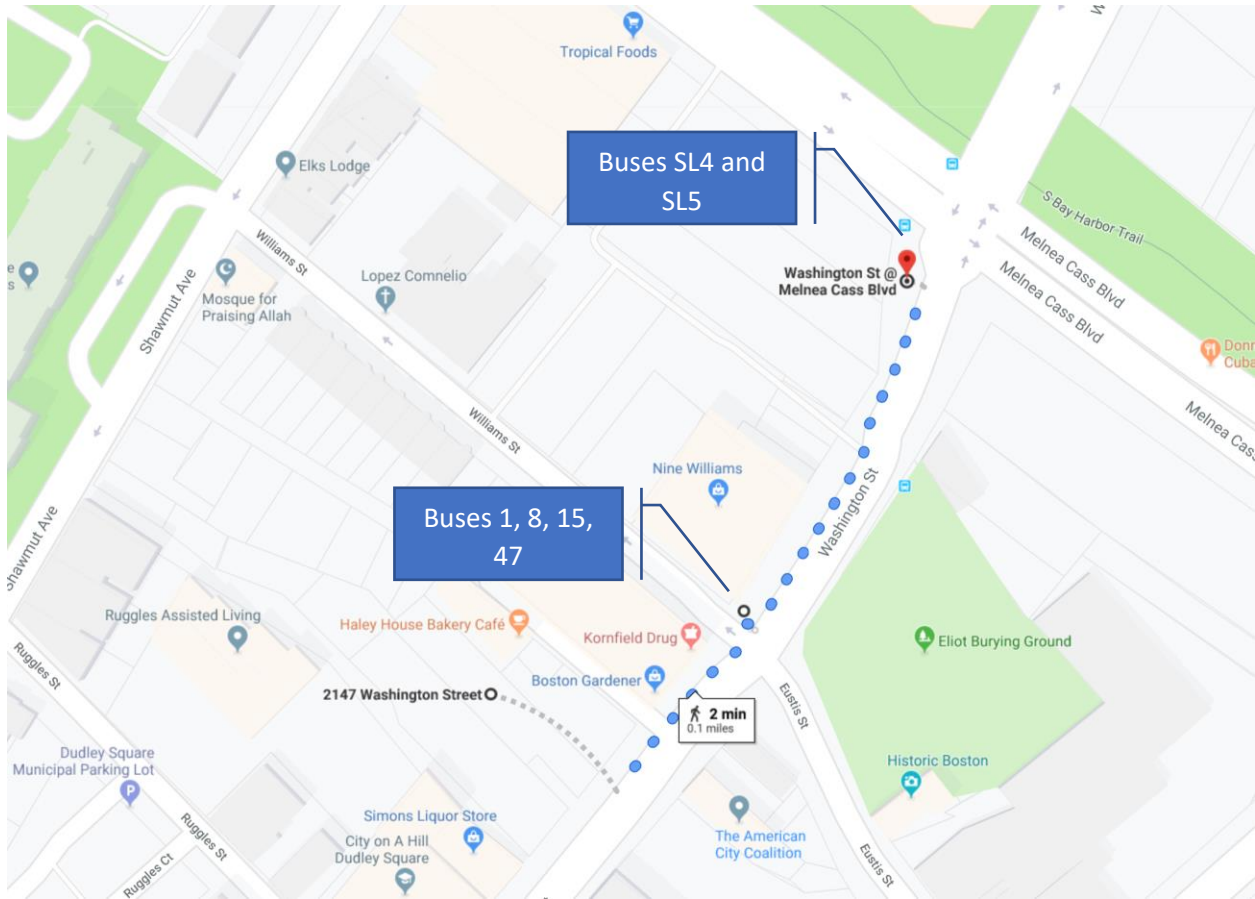 Tropical Foods
W
Buses SL4 and
SL5
Elks Lodge
S Bay Harbor Trail
Williams St
Melnea Cass Blvd
Lopez Comnelio
Washington St @
Melnea Cass Blvd
Melnea Cass Blvd
e
s
Mosque for
Praising Allah
Shawmut Ave
Donn
Cuba
Melnea Cass
Williams St
Nine Williams
Buses 1, 8, 15,
47
Washington St
Shawmut Ave
Ruggles Assisted Living
Haley House Bakery Café
Kornfield Drug
Eliot Burying Ground
Ruggles St
Boston Gardener
2147 Washington Street
2 min
0.1 miles
Eustis St
Dudley Square
Municipal Parking Lot
P
Historic Boston
Simons Liquor Store
City on A Hill
Dudley Square
The American
City Coalition
Ruggles St
Ruggles Ct
Eustis St